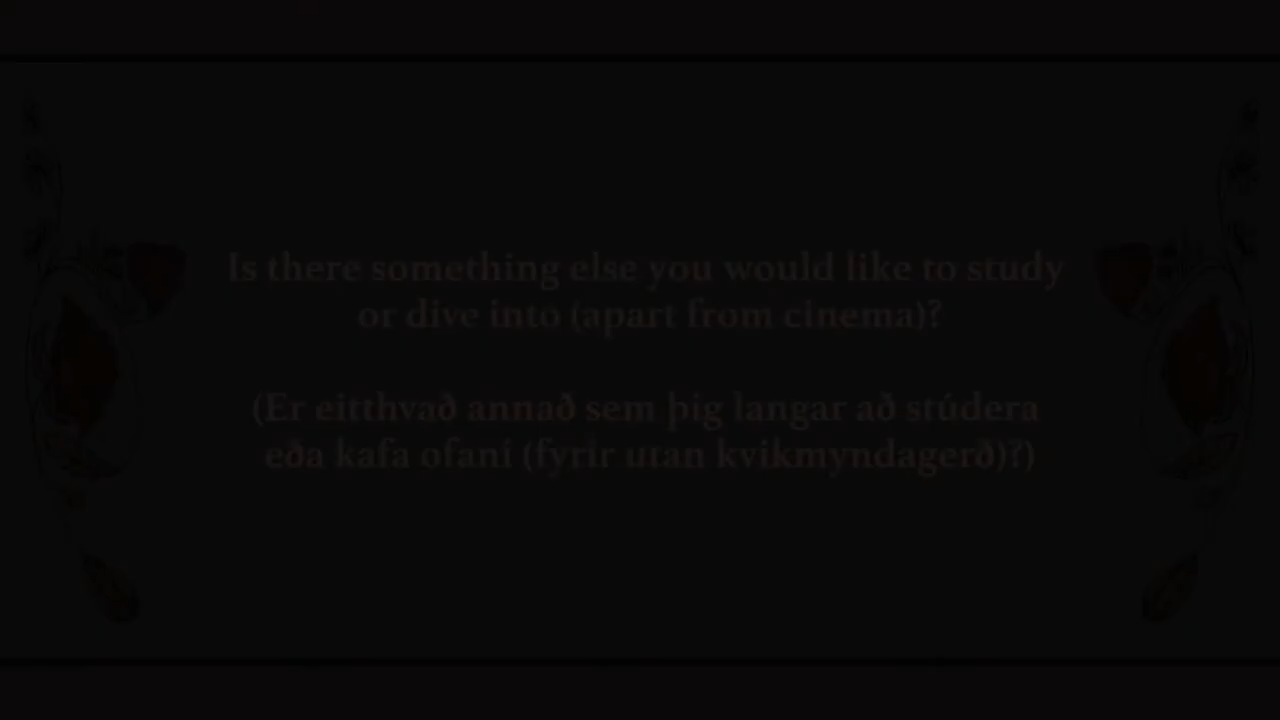 Is there something else you would like to study
or dive into (apart from cinema)?
(Er eitthvað annað sem þig langar að stúdera
eða kafa ofaní (fyrir utan kvikmyndagerð)?)